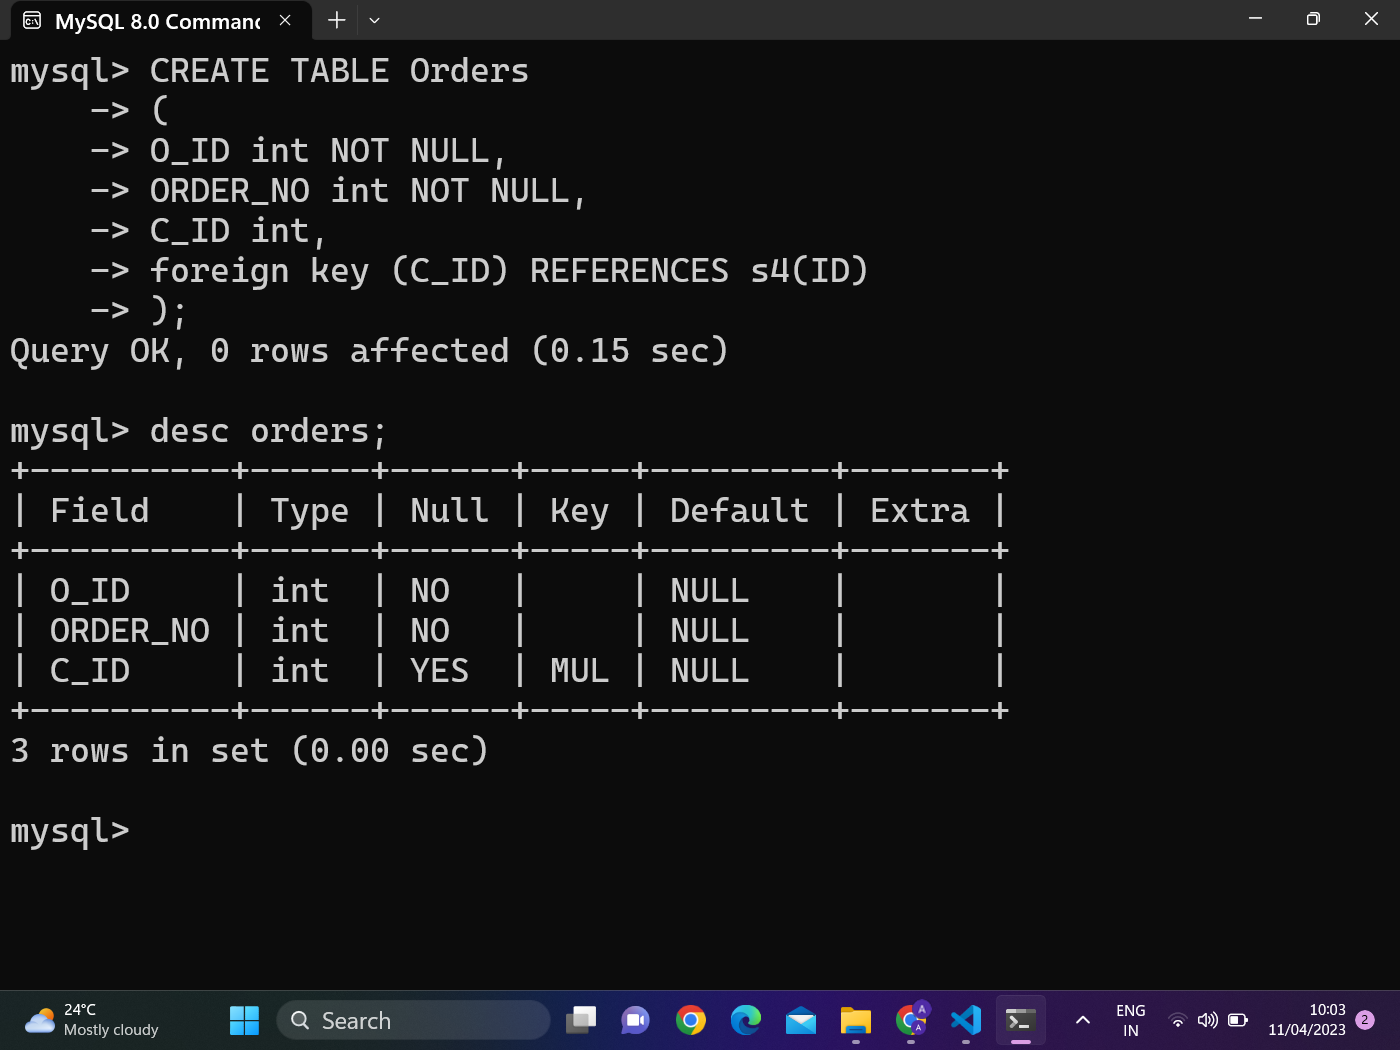 MySQL 8.0 Command
mysql> CREATE TABLE Orders
-> (
-> O_ID int NOT NULL,
-> ORDER_NO int NOT NULL,
-> C_ID int,
-> foreign key (C_ID) REFERENCES s4(ID)
-> );
Query OK, 0 rows affected (0.15 sec)
mysql> desc orders;
+----------+------+------+-----+---------+-------+
| Field    | Type | Null | Key | Default | Extra |
+----------+------+------+-----+---------+-------+
| O_ID     | int  | NO   |     | NULL    |       |
| ORDER_NO | int  | NO   |     | NULL    |       |
| C_ID     | int  | YES  | MUL | NULL    |       |
+----------+------+------+-----+---------+-------+
3 rows in set (0.00 sec)
mysql>
24°C
Mostly cloudy
Search
A
A
ENG
IN
10:03
11/04/2023
2